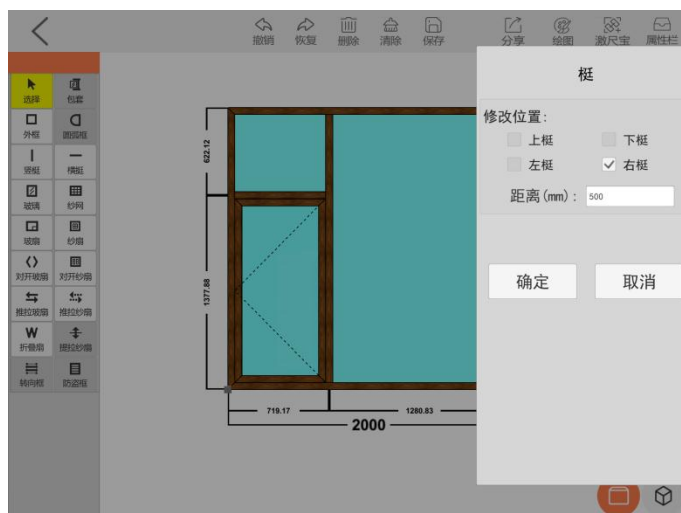 撤销 恢复 删除 清除 保存 分享 绘图 激尺宝 属性栏
梃
修改位置:
上梃 下梃
左梃 右梃
距离(mm): 500
确定 取消
选择 包套
外框 圆弧框
竖梃 横梃
玻璃 纱网
玻扇 纱扇
对开玻扇 对开纱扇
推拉玻扇 推拉纱扇
折叠扇 提拉纱扇
转向框 防盗框
622.12
1377.88
719.17 1280.83
2000